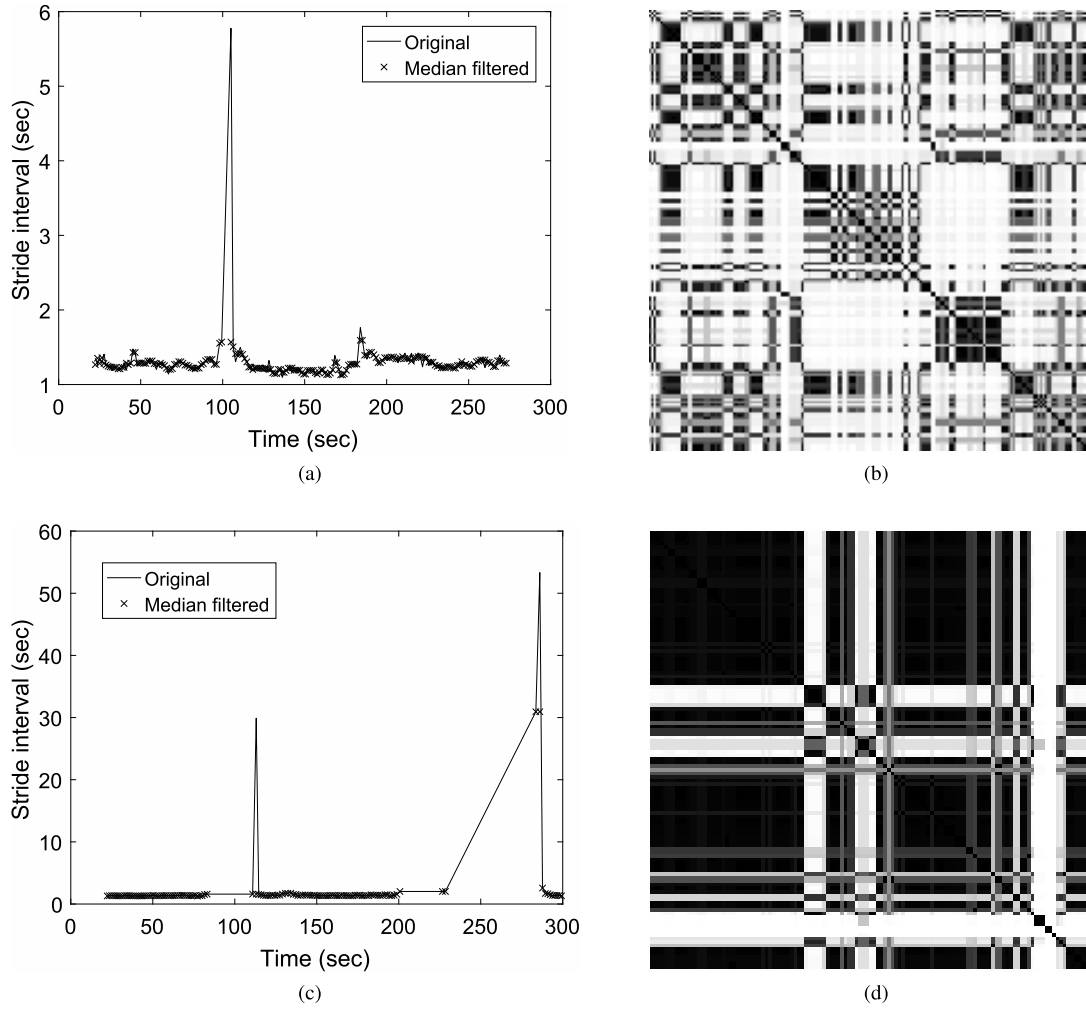 6
5
4
3
2
1
Stride interval (sec)
Original
Median filtered
0 50 100 150 200 250 300
Time (sec)
(a)
(b)
60
50
40
30
20
10
0
Stride interval (sec)
Original
Median filtered
0 50 100 150 200 250 300
Time (sec)
(c)
(d)